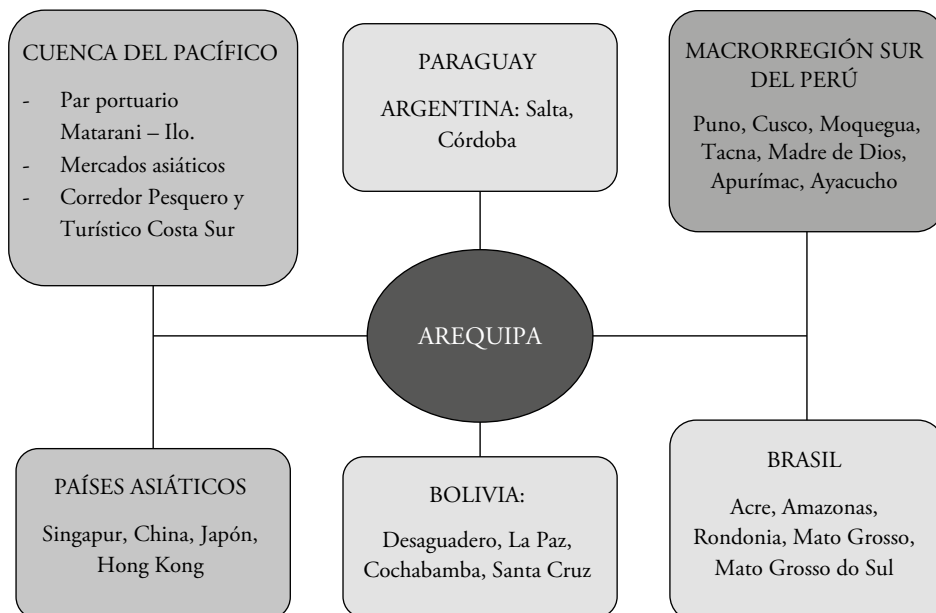 CUENCA DEL PACÍFICO
- Par portuario
Matarani – Ilo.
- Mercados asiáticos
- Corredor Pesquero y
Turístico Costa Sur
PARAGUAY
ARGENTINA: Salta,
Córdoba
MACRORREGIÓN SUR
DEL PERÚ
Puno, Cusco, Moquegua,
Tacna, Madre de Dios,
Apurímac, Ayacucho
AREQUIPA
PAÍSES ASIÁTICOS
Singapur, China, Japón,
Hong Kong
BOLIVIA:
Desaguadero, La Paz,
Cochabamba, Santa Cruz
BRASIL
Acre, Amazonas,
Rondonia, Mato Grosso,
Mato Grosso do Sul